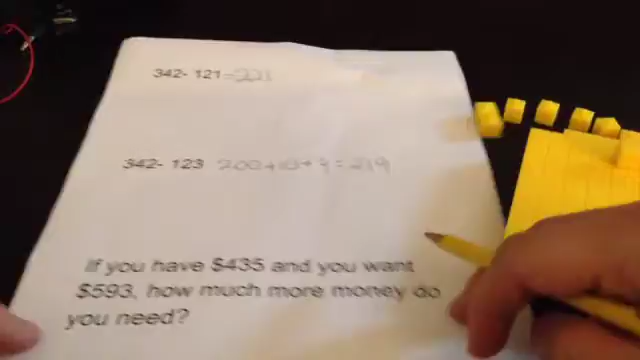 342- 121=221
342- 123 200+10+9=219
If you have $435 and you want
$593, how much more money do
you need?